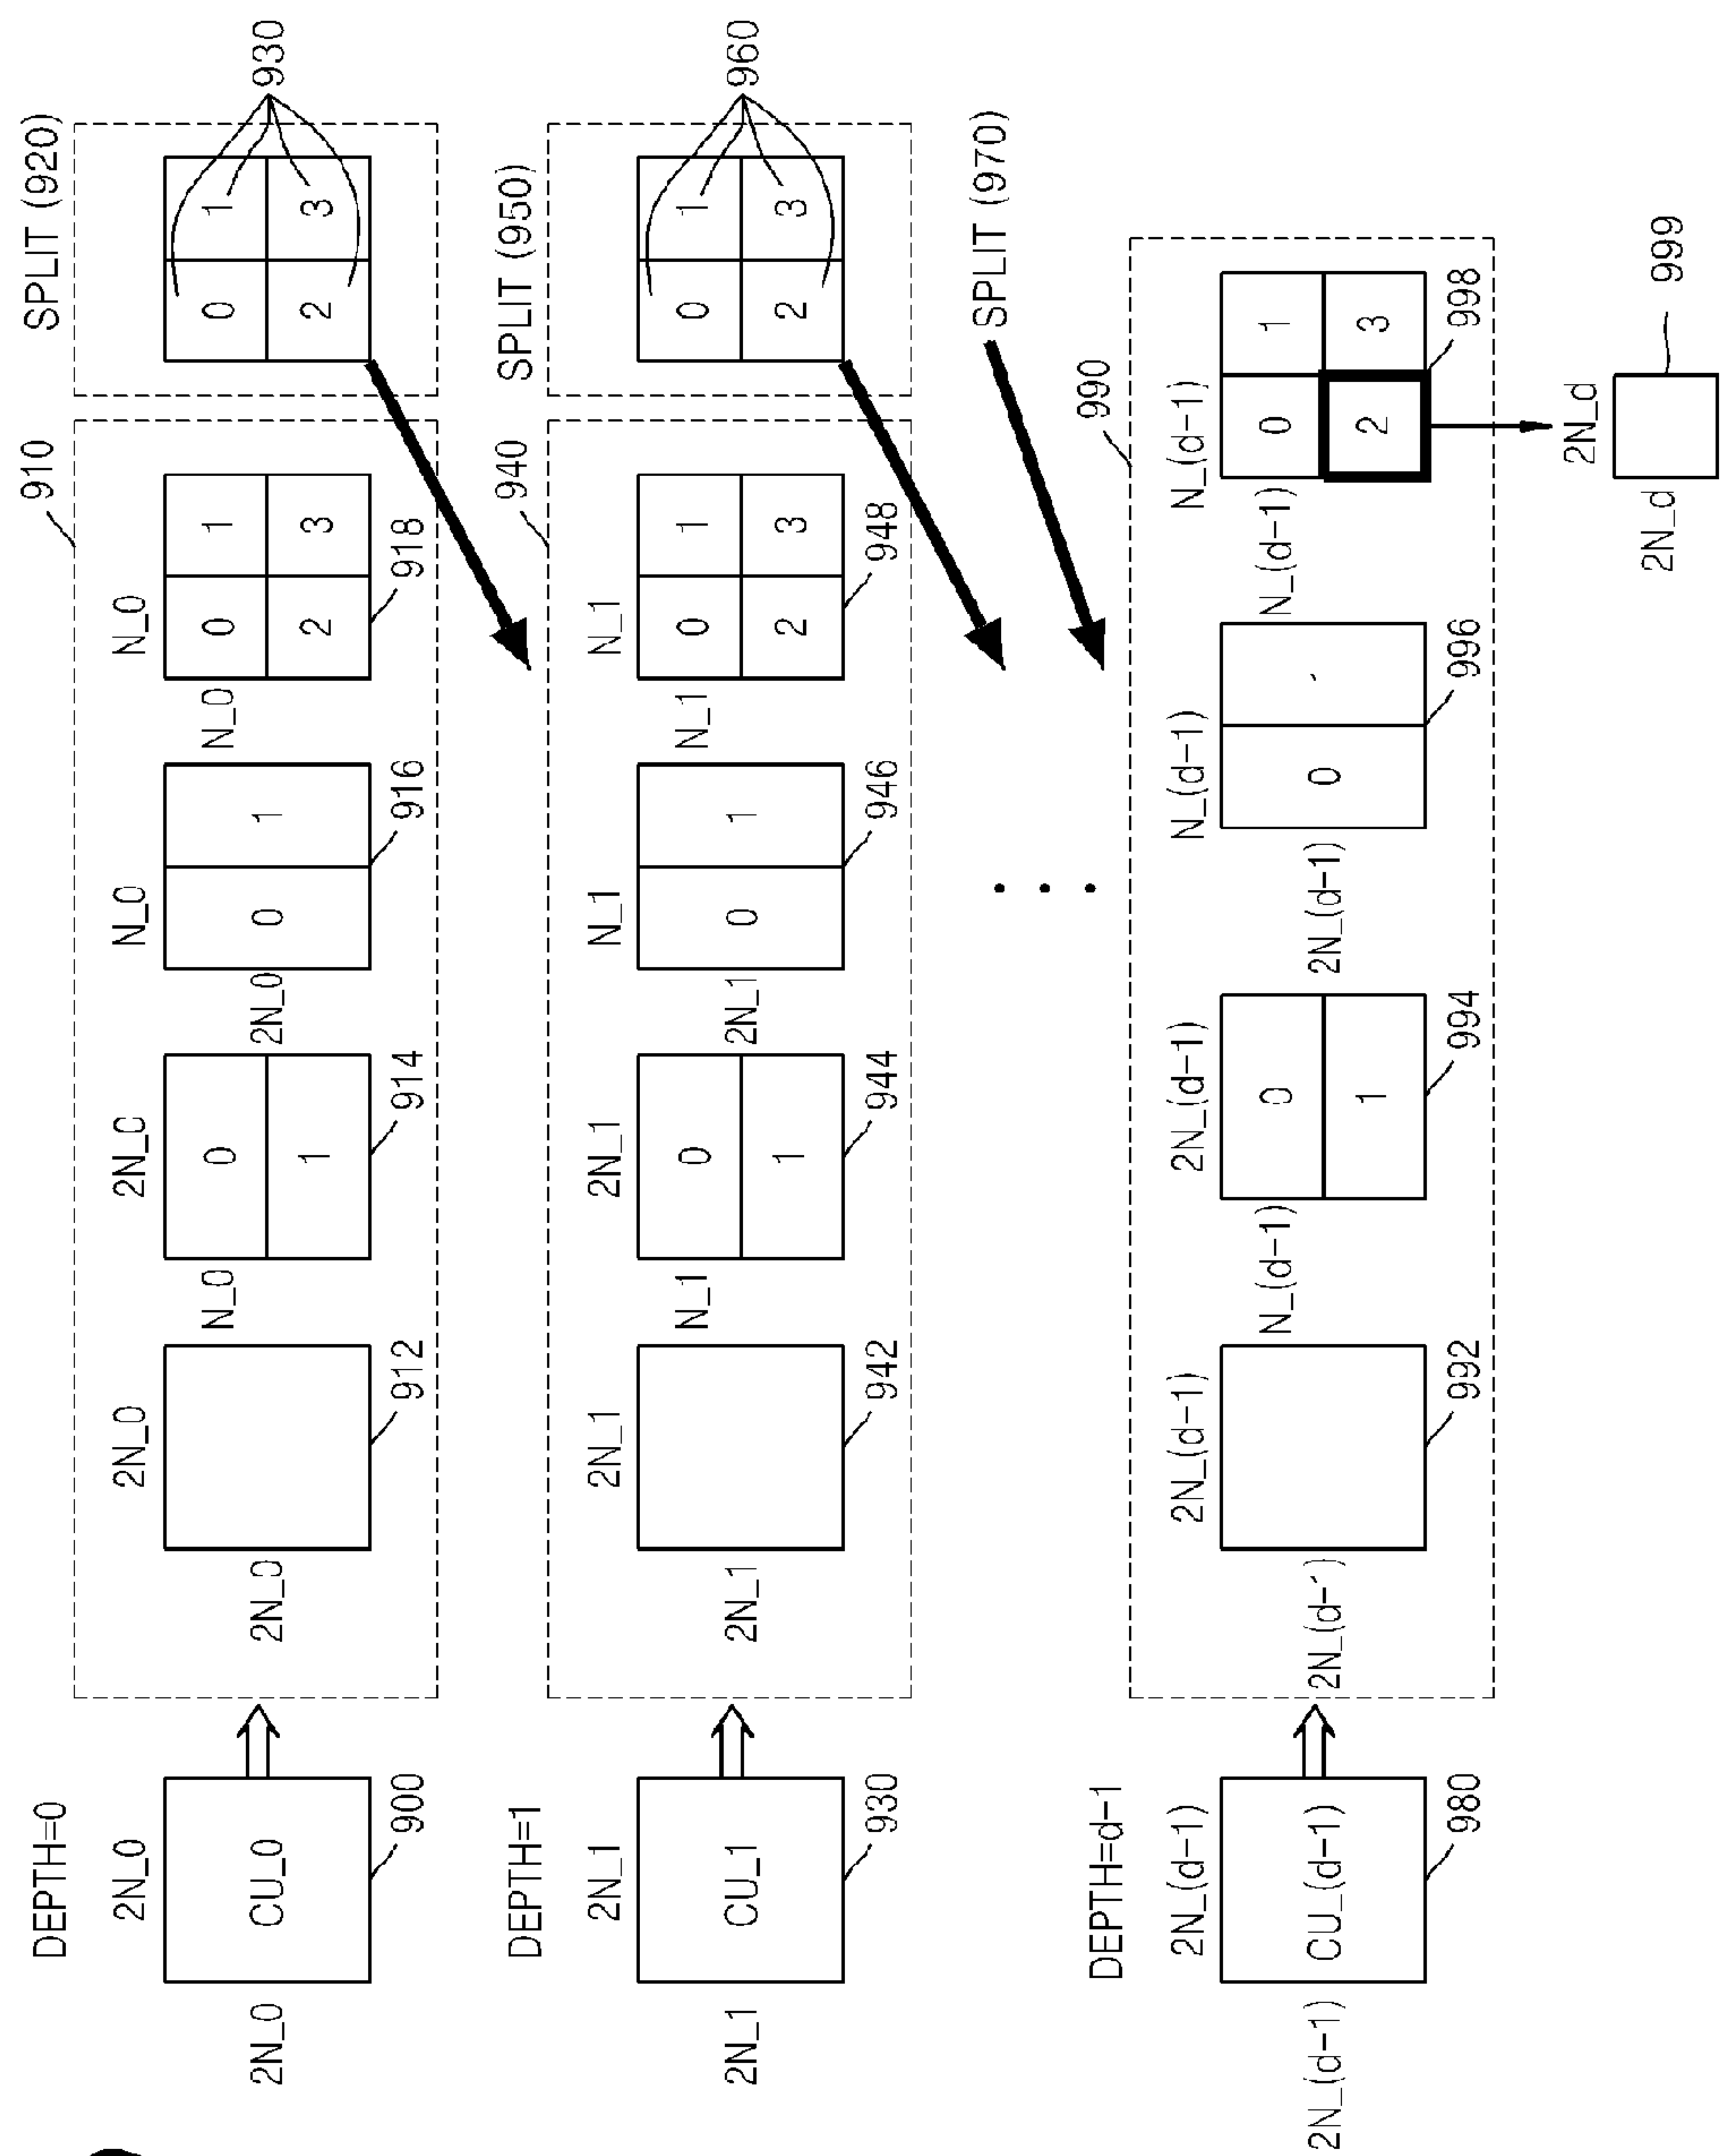 DEPTH=0
2N_0
2N_0
CU_0
900
910
2N_0
2N_0
912
2N_0
N_0
0
1
914
N_0
2N_0
0
1
916
N_0
N_0
0
1
2
3
918
SPLIT (920)
0
1
2
3
930
DEPTH=1
2N_1
2N_1
CU_1
930
940
2N_1
2N_1
942
2N_1
N_1
0
1
944
N_1
2N_1
0
1
946
N_1
N_1
0
1
2
3
948
SPLIT (950)
0
1
2
3
960
SPLIT (970)
DEPTH=d-1
2N_(d-1)
2N_(d-1)
CU_(d-1)
980
990
2N_(d-1)
2N_(d-1)
992
2N_(d-1)
N_(d-1)
0
1
994
N_(d-1)
2N_(d-1)
0
996
N_(d-1)
N_(d-1)
0
1
2
3
998
2N_d
2N_d
999